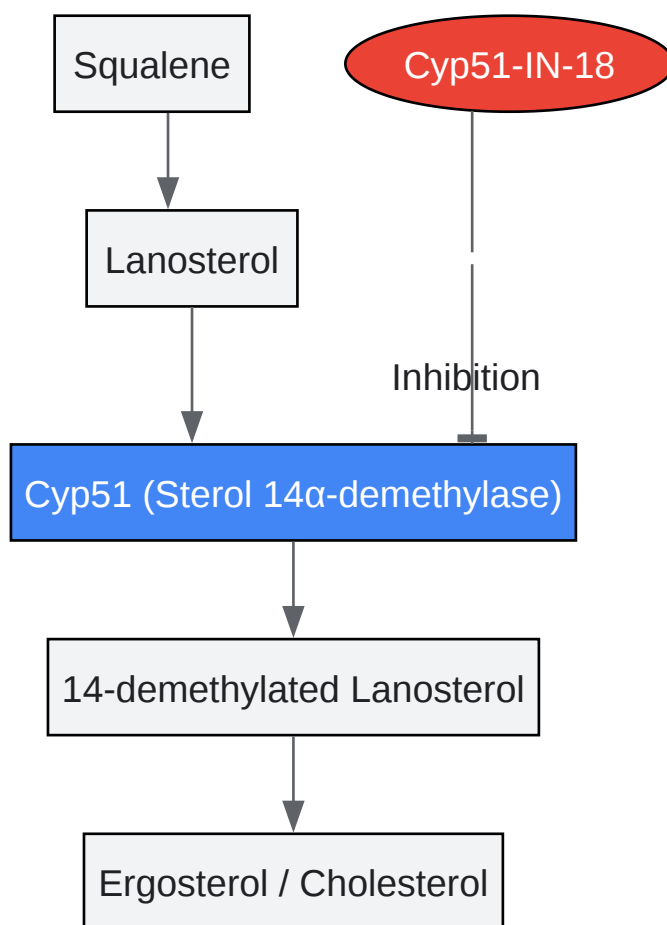 Squalene
Cyp51-IN-18
Lanosterol
Inhibition
Cyp51 (Sterol 14α-demethylase)
14-demethylated Lanosterol
Ergosterol / Cholesterol